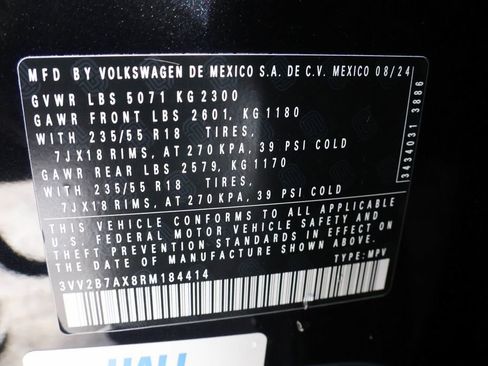 MFD BY VOLKSWAGEN DE MEXICO S.A. DE C.V. MEXICO 08/24
GVWR LBS 5071 KG 2300
GAWR FRONT LBS 2601, KG 1180
WITH 235/55 R18 TIRES,
7JX18 RIMS, AT 270 KPA, 39 PSI COLD
GAWR REAR LBS 2579, KG 1170
WITH 235/55 R18 TIRES,
7JX18 RIMS, AT 270 KPA, 39 PSI COLD
THIS VEHICLE CONFORMS TO ALL APPLICABLE
U.S. FEDERAL MOTOR VEHICLE SAFETY AND
THEFT PREVENTION STANDARDS IN EFFECT ON
THE DATE OF MANUFACTURE SHOWN ABOVE.
3VV2B7AX8RM184414 TYPE: MPV
3434031 3886
HALL